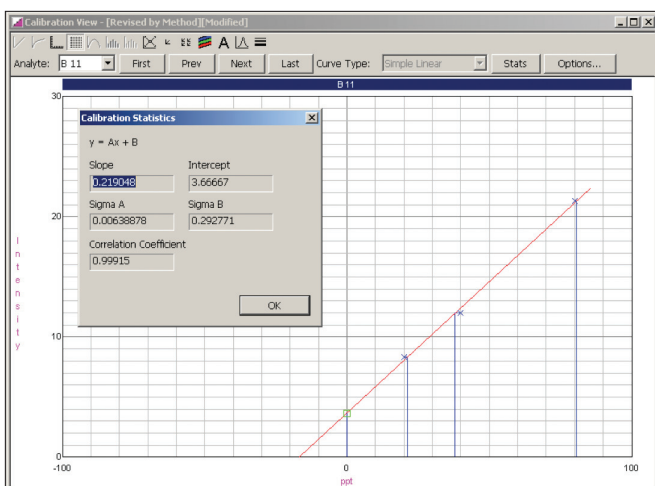 Calibration View - [Revised by Method][Modified]
A
Analyte: B 11 First Prev Next Last Curve Type: Simple Linear Stats Options...
B 11
30
Calibration Statistics
y = Ax + B
Slope Intercept
0.219048 3.66667
Sigma A Sigma B
0.00638878 0.292771
Correlation Coefficient
0.99915
OK
20
Intensity
10
0
-100 0 100
ppt